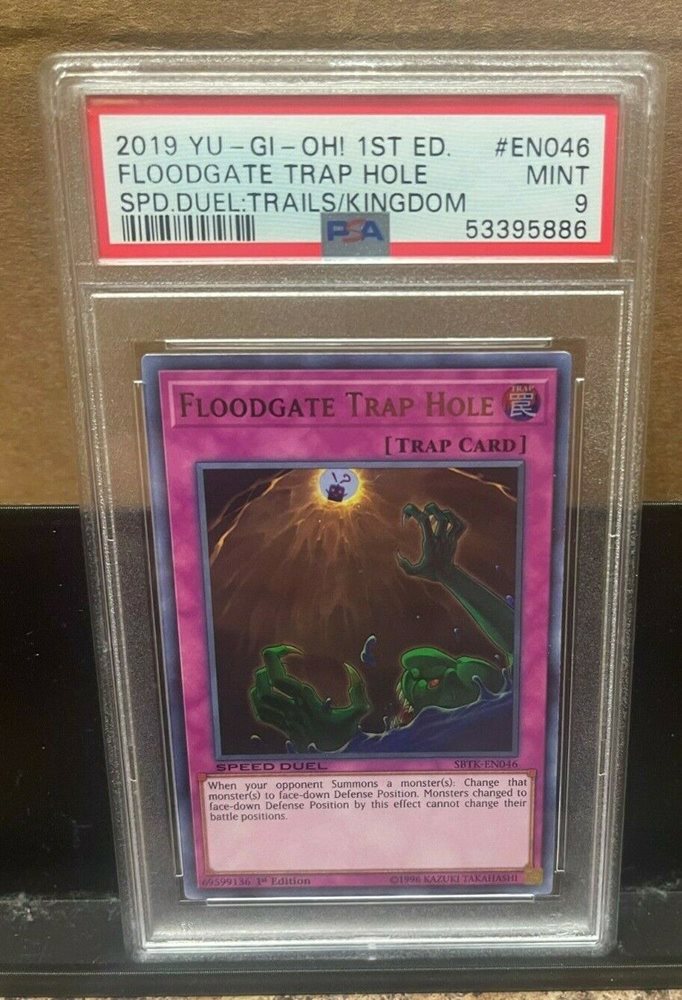 2019 YU-GI-OH! 1ST ED. #EN046
FLOODGATE TRAP HOLE MINT
SPD.DUEL:TRAILS/KINGDOM 9
PSA 53395886
FLOODGATE TRAP HOLE TRAP 罠
[TRAP CARD]
SPEED DUEL SBTK-EN046
When your opponent Summons a monster(s): Change that
monster(s) to face-down Defense Position. Monsters changed to
face-down Defense Position by this effect cannot change their
battle positions.
69599136 1st Edition ©1996 KAZUKI TAKAHASHI